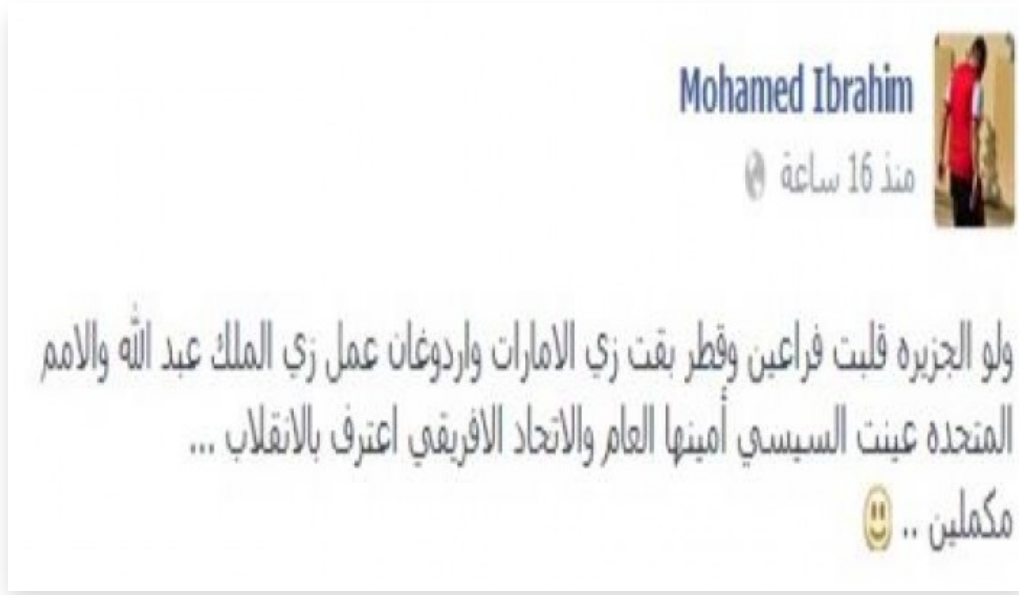 Mohamed Ibrahim
منذ 16 ساعة
ولو الجزيره قلبت فراعين وقطر بقت زي الامارات واردوغان عمل زي الملك عبد الله والامم
المتحده عينت السيسي أمينها العام والاتحاد الافريقي اعترف بالانقلاب ...
مكملين ..